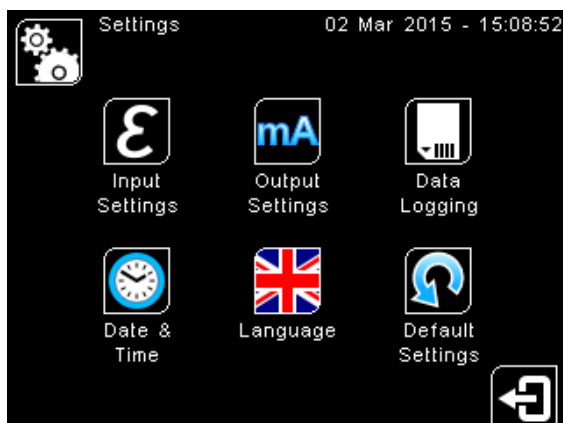 Settings
02 Mar 2015 - 15:08:52
ε
mA
Input
Settings
Output
Settings
Data
Logging
Date &
Time
Language
Default
Settings